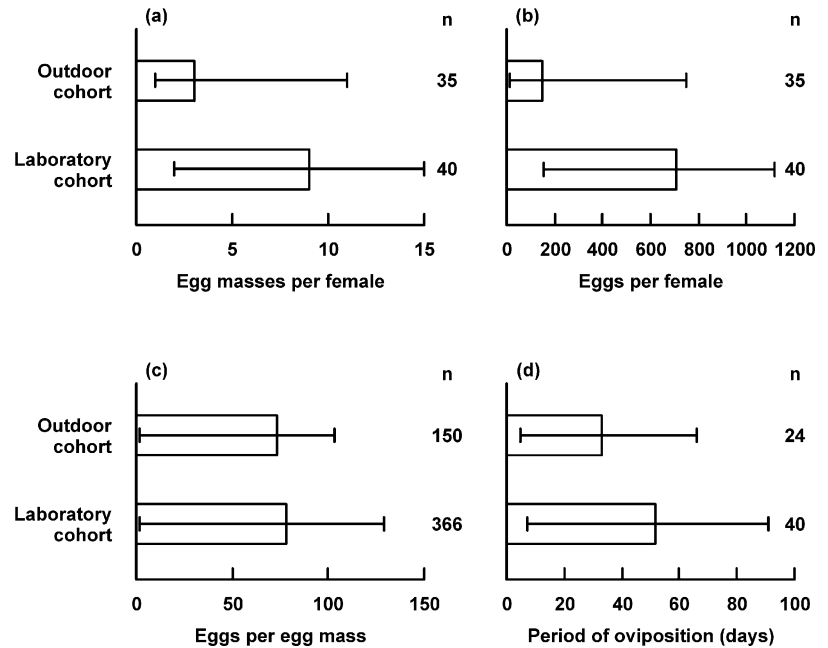 (a)
n
Outdoor
cohort
35
Laboratory
cohort
40
0 5 10 15
Egg masses per female
(b)
n
35
40
0 200 400 600 800 1000 1200
Eggs per female
(c)
n
Outdoor
cohort
150
Laboratory
cohort
366
0 50 100 150
Eggs per egg mass
(d)
n
24
40
0 20 40 60 80 100
Period of oviposition (days)